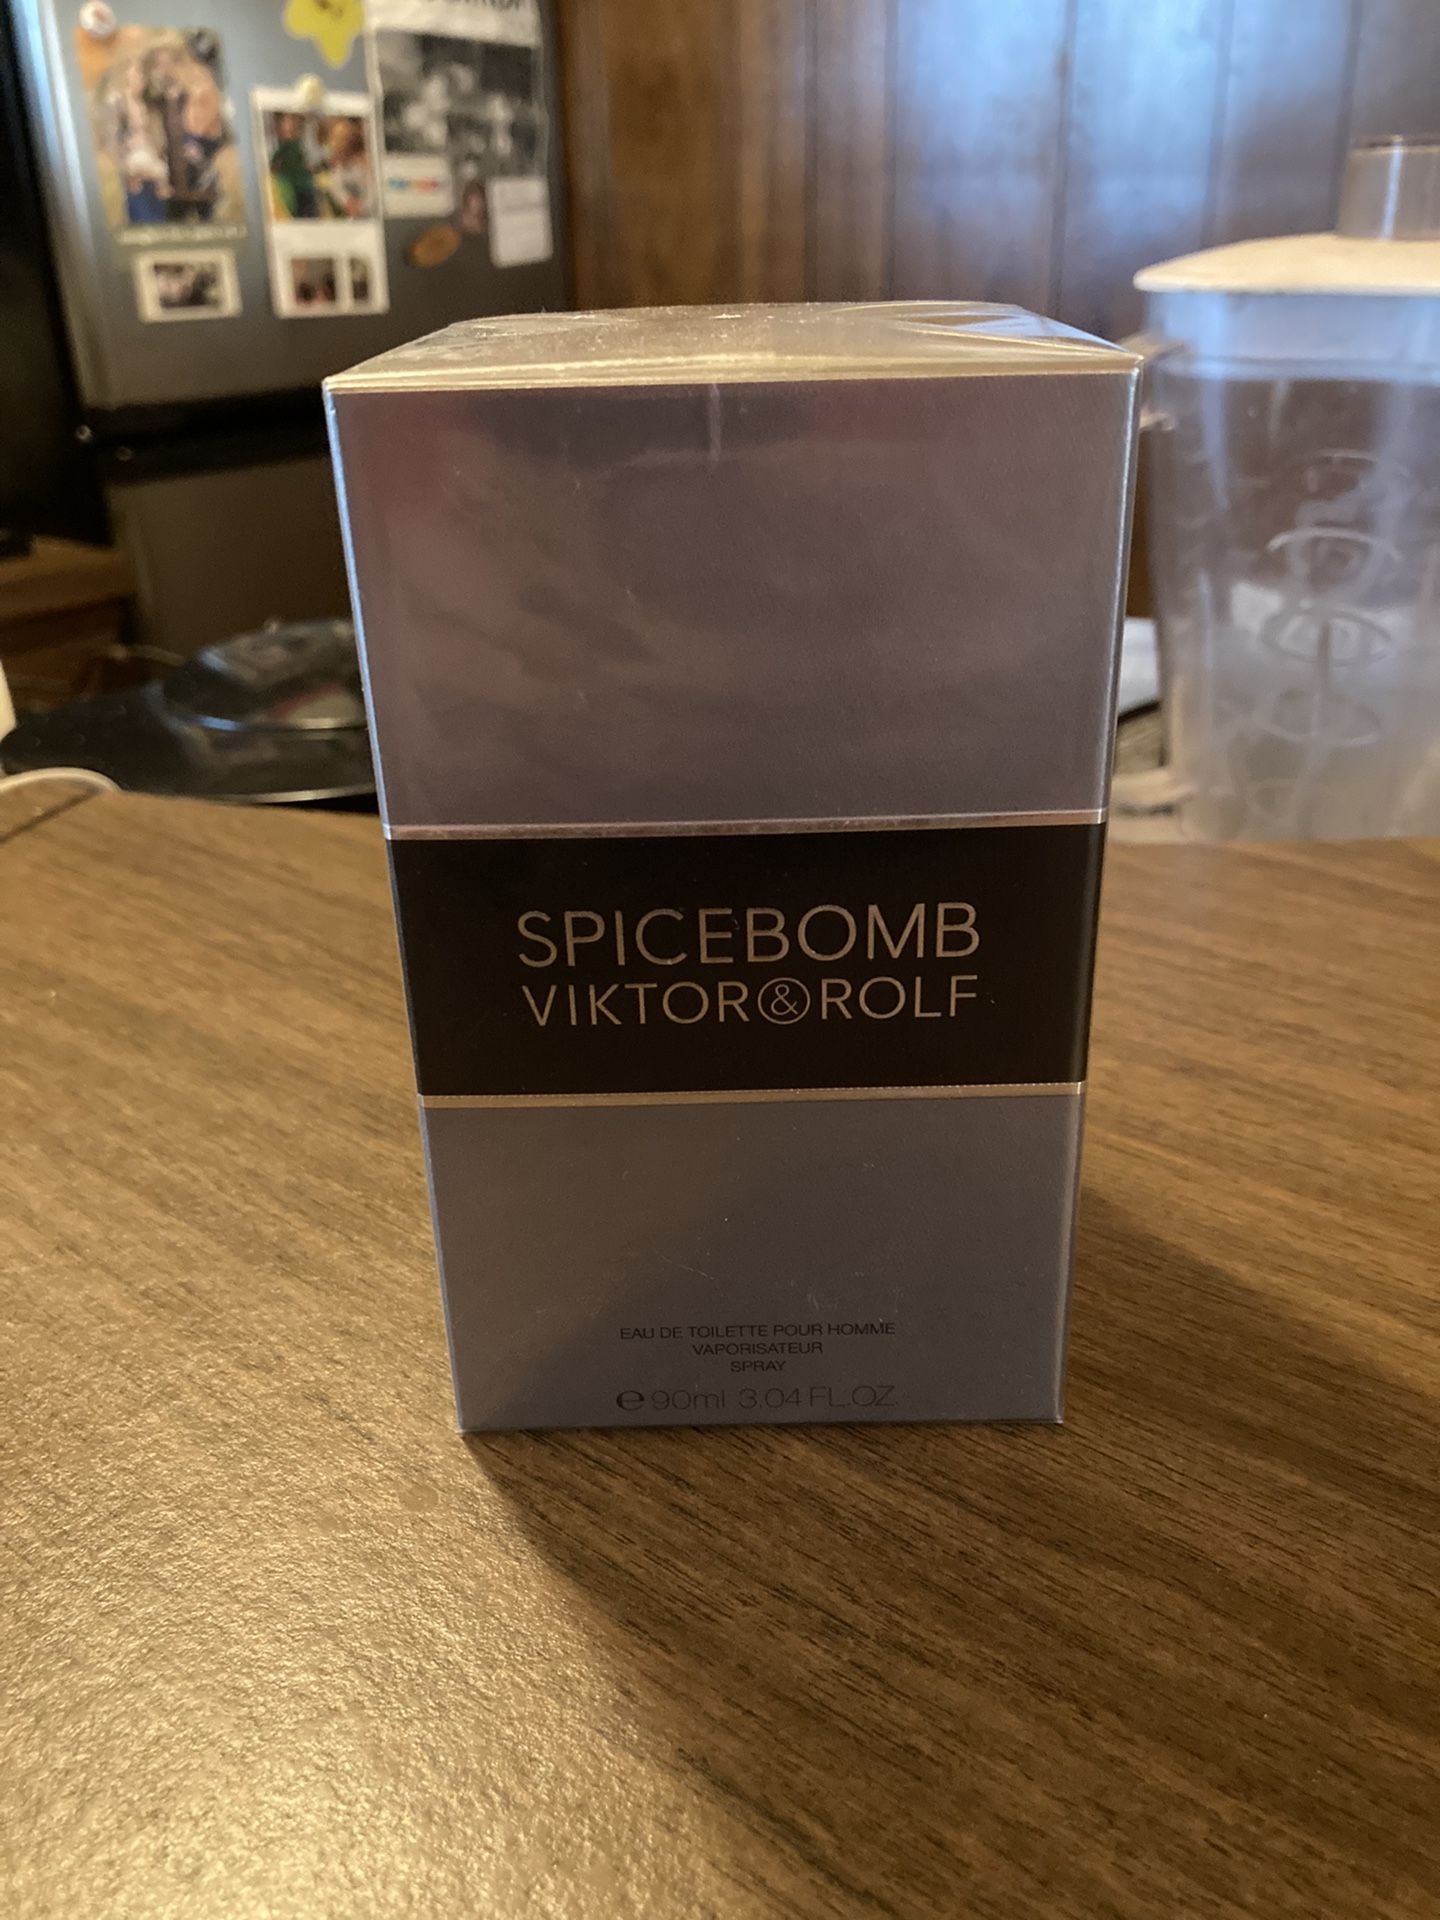 SPICEBOMB
VIKTOR&ROLF
EAU DE TOILETTE POUR HOMME
VAPORISATEUR
SPRAY
℮ 90ml 3.04 FL.OZ.